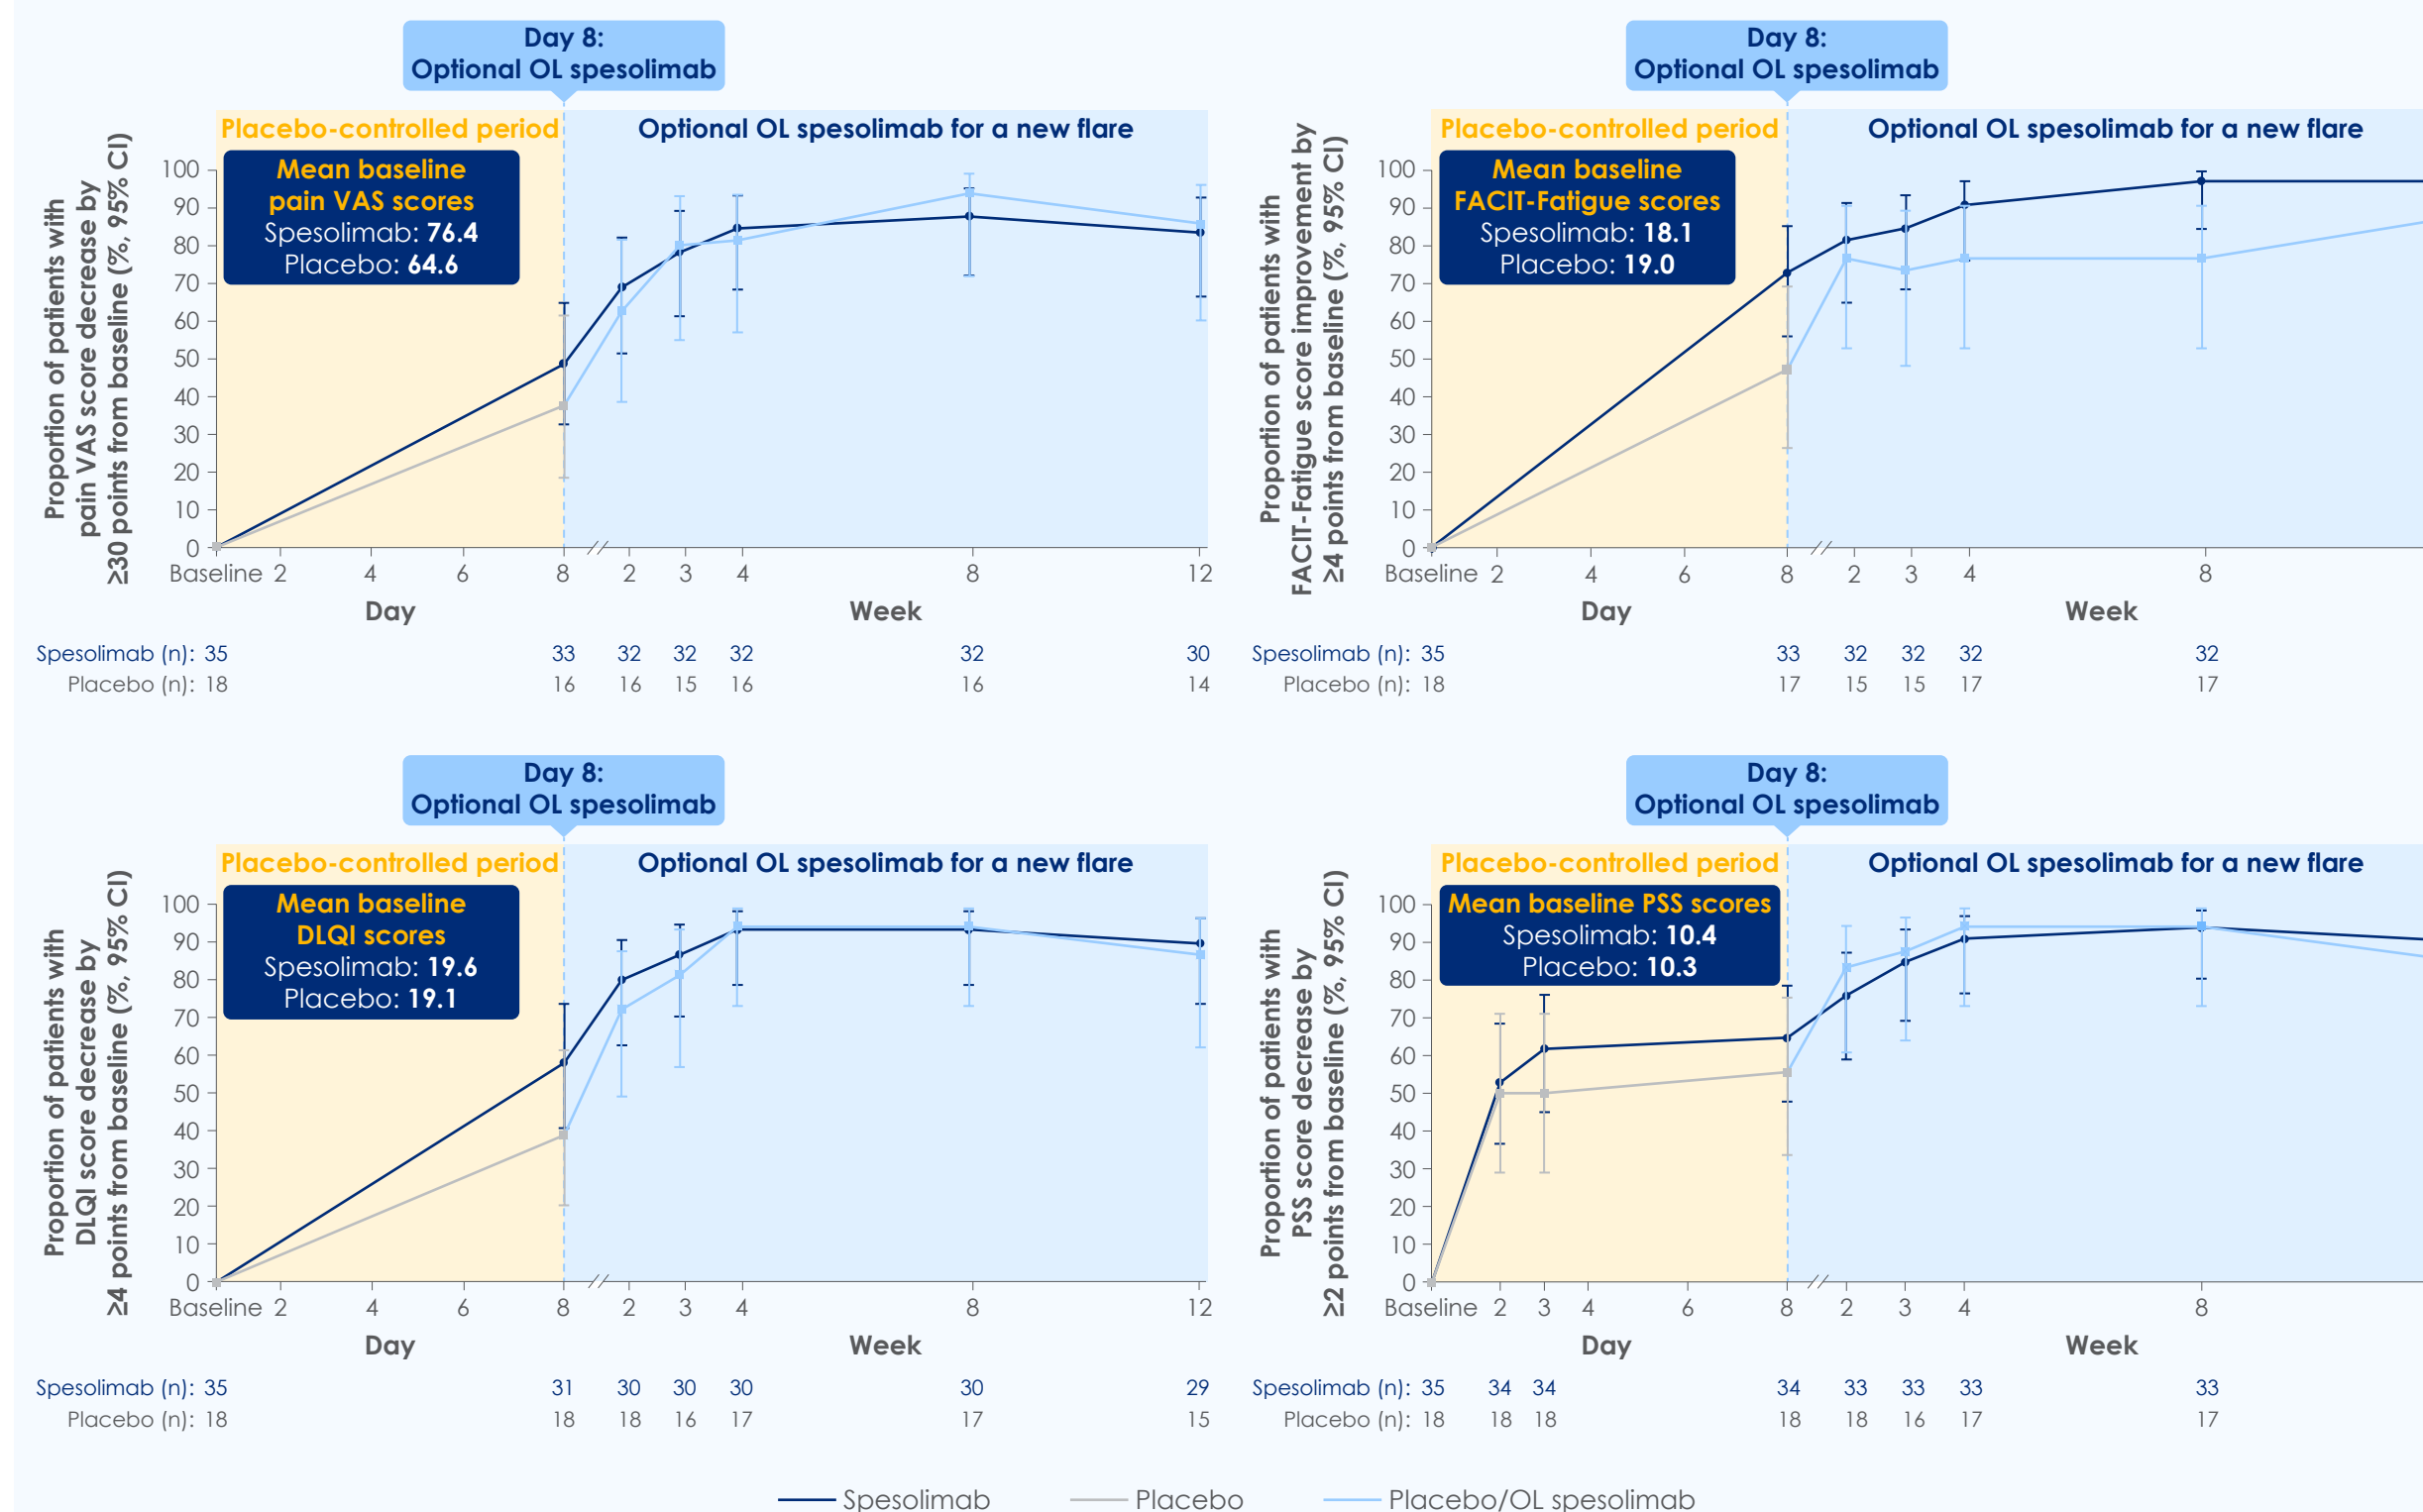 Day 8:
Optional OL spesolimab
Placebo-controlled period
Optional OL spesolimab for a new flare
Mean baseline
pain VAS scores
Spesolimab: 76.4
Placebo: 64.6
Proportion of patients with
pain VAS score decrease by
≥30 points from baseline (%, 95% CI)
100
90
80
70
60
50
40
30
20
10
0
Baseline 2 4 6 8 2 3 4 8 12
Day Week
Spesolimab (n): 35 33 32 32 32 32 30
Placebo (n): 18 16 16 15 16 16 14
Day 8:
Optional OL spesolimab
Placebo-controlled period
Optional OL spesolimab for a new flare
Mean baseline
FACIT-Fatigue scores
Spesolimab: 18.1
Placebo: 19.0
Proportion of patients with
FACIT-Fatigue score improvement by
≥4 points from baseline (%, 95% CI)
100
90
80
70
60
50
40
30
20
10
0
Baseline 2 4 6 8 2 3 4 8
Day Week
Spesolimab (n): 35 33 32 32 32 32
Placebo (n): 18 17 15 15 17 17
Day 8:
Optional OL spesolimab
Placebo-controlled period
Optional OL spesolimab for a new flare
Mean baseline
DLQI scores
Spesolimab: 19.6
Placebo: 19.1
Proportion of patients with
DLQI score decrease by
≥4 points from baseline (%, 95% CI)
100
90
80
70
60
50
40
30
20
10
0
Baseline 2 4 6 8 2 3 4 8 12
Day Week
Spesolimab (n): 35 31 30 30 30 30 29
Placebo (n): 18 18 18 16 17 17 15
Day 8:
Optional OL spesolimab
Placebo-controlled period
Optional OL spesolimab for a new flare
Mean baseline PSS scores
Spesolimab: 10.4
Placebo: 10.3
Proportion of patients with
PSS score decrease by
≥2 points from baseline (%, 95% CI)
100
90
80
70
60
50
40
30
20
10
0
Baseline 2 3 4 6 8 2 3 4 8
Day Week
Spesolimab (n): 35 34 34 34 33 33 33 33
Placebo (n): 18 18 18 18 18 16 17 17
Spesolimab Placebo Placebo/OL spesolimab